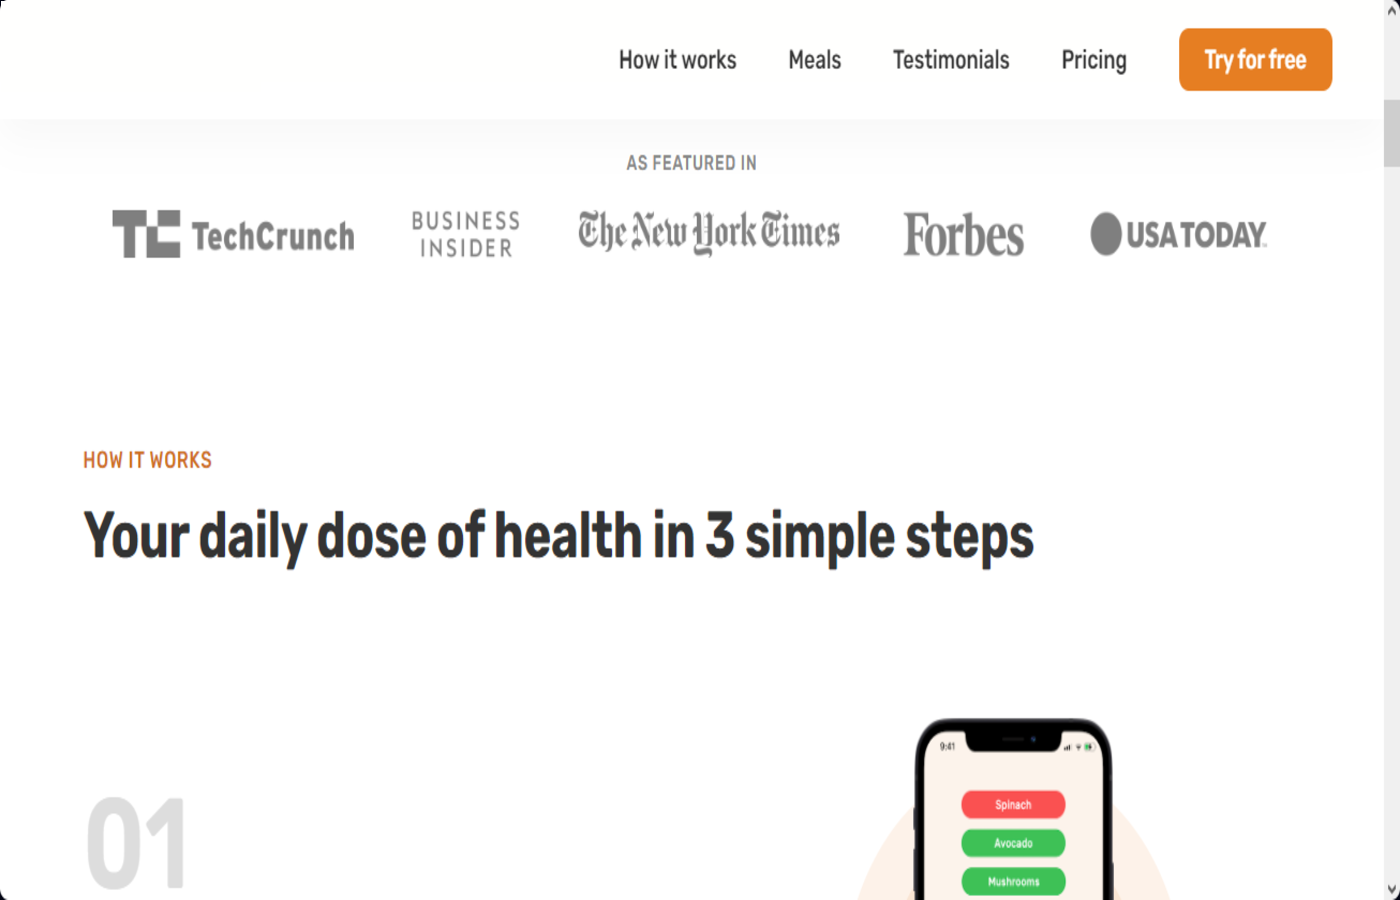 How it works Meals Testimonials Pricing Try for free
AS FEATURED IN
TC TechCrunch
BUSINESS
INSIDER
The New York Times
Forbes
USA TODAY
HOW IT WORKS
Your daily dose of health in 3 simple steps
9:41
Spinach
Avocado
Mushrooms
01